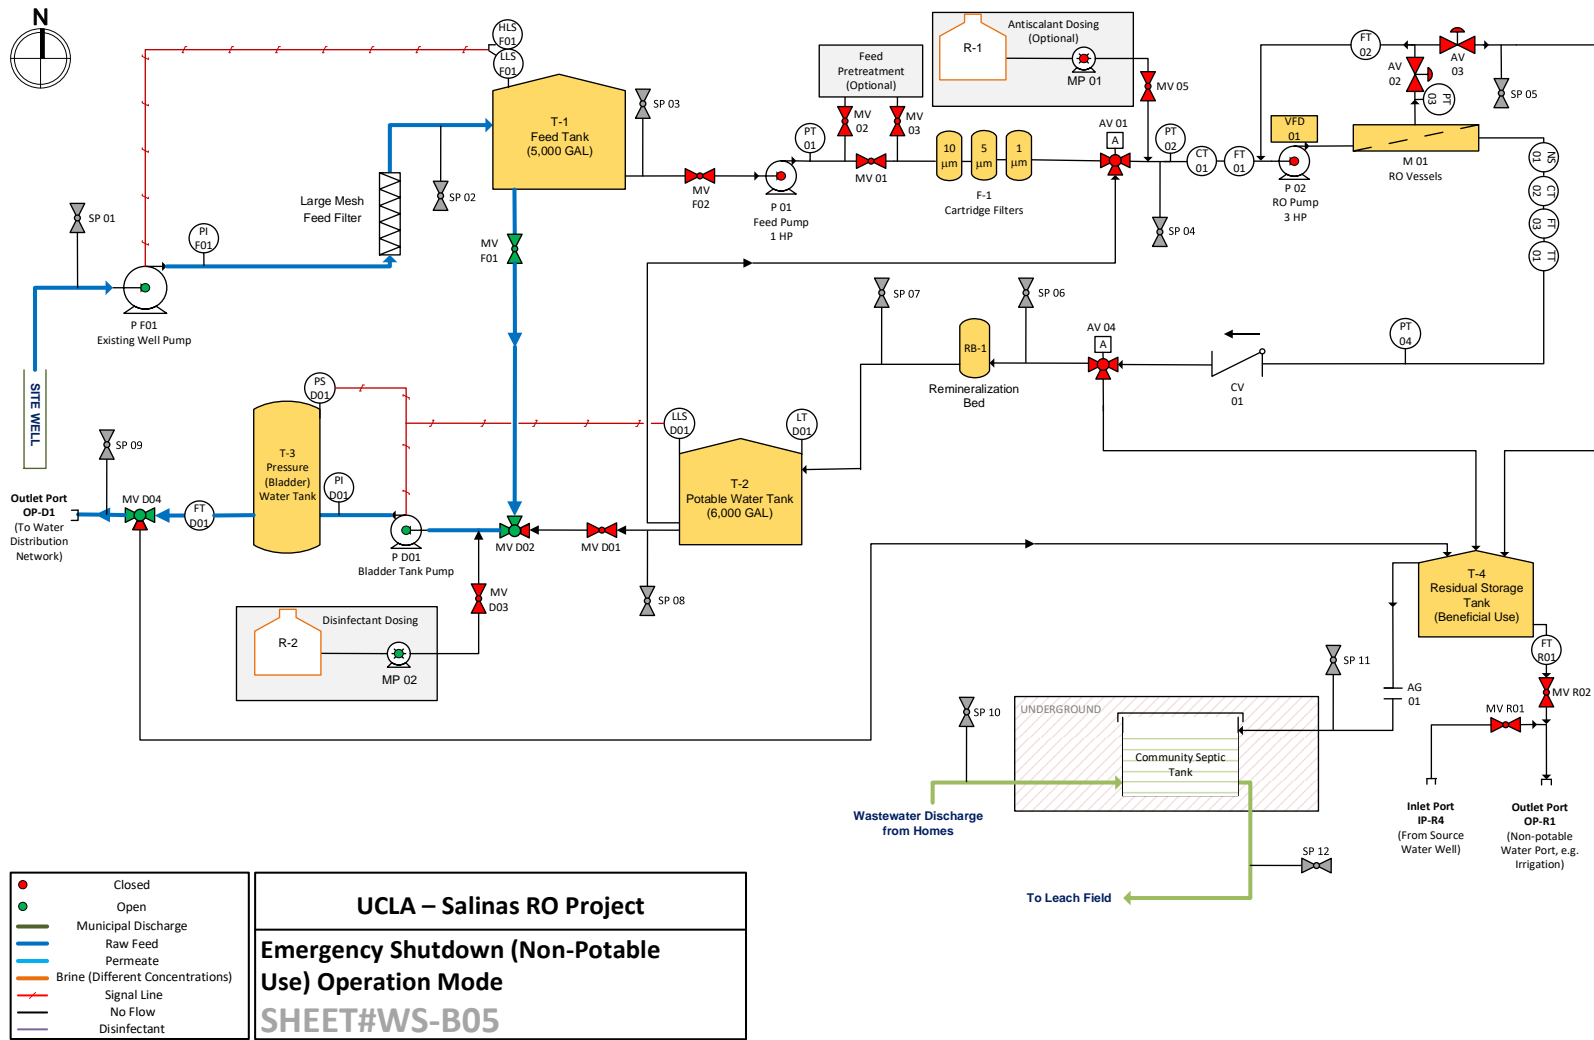 N
HLS
F01
LLS
F01
SP 01
PI
F01
P F01
Existing Well Pump
SITE WELL
Large Mesh
Feed Filter
SP 02
T-1
Feed Tank
(5,000 GAL)
SP 03
MV
F01
MV
F02
P 01
Feed Pump
1 HP
PT
01
Feed
Pretreatment
(Optional)
MV
02
MV
03
MV 01
10
µm
5
µm
1
µm
F-1
Cartridge Filters
R-1
Antiscalant Dosing
(Optional)
MP 01
MV 05
AV 01
A
PT
02
SP 04
CT
01
FT
01
VFD
01
P 02
RO Pump
3 HP
FT
02
AV
02
AV
03
PT
03
SP 05
M 01
RO Vessels
NS
01
CT
02
FT
03
TT
01
PT
04
CV
01
AV 04
A
SP 06
RB-1
Remineralization
Bed
SP 07
LT
D01
LLS
D01
T-2
Potable Water Tank
(6,000 GAL)
SP 08
MV D01
MV D02
MV
D03
P D01
Bladder Tank Pump
PI
D01
PS
D01
T-3
Pressure
(Bladder)
Water Tank
FT
D01
MV D04
SP 09
Outlet Port
OP-D1
(To Water
Distribution
Network)
R-2
Disinfectant Dosing
MP 02
T-4
Residual Storage
Tank
(Beneficial Use)
FT
R01
MV R02
MV R01
AG
01
SP 11
SP 10
UNDERGROUND
Community Septic
Tank
Wastewater Discharge
from Homes
SP 12
To Leach Field
Inlet Port
IP-R4
(From Source
Water Well)
Outlet Port
OP-R1
(Non-potable
Water Port, e.g.
Irrigation)
Closed
Open
Municipal Discharge
Raw Feed
Permeate
Brine (Different Concentrations)
Signal Line
No Flow
Disinfectant
UCLA – Salinas RO Project
Emergency Shutdown (Non-Potable
Use) Operation Mode
SHEET#WS-B05